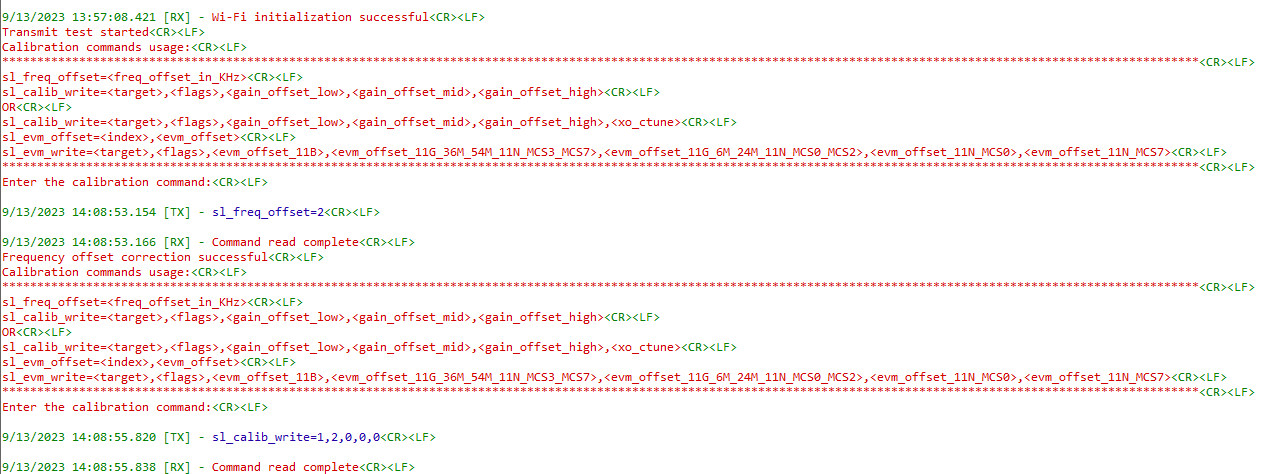 9/13/2023 13:57:08.421 [RX] - Wi-Fi initialization successful<CR><LF>
Transmit test started<CR><LF>
Calibration commands usage:<CR><LF>
***************************************************************************************************************************************************************************<CR><LF>
sl_freq_offset=<freq_offset_in_KHz><CR><LF>
sl_calib_write=<target>,<flags>,<gain_offset_low>,<gain_offset_mid>,<gain_offset_high><CR><LF>
OR<CR><LF>
sl_calib_write=<target>,<flags>,<gain_offset_low>,<gain_offset_mid>,<gain_offset_high>,<xo_ctune><CR><LF>
sl_evm_offset=<index>,<evm_offset><CR><LF>
sl_evm_write=<target>,<flags>,<evm_offset_11B>,<evm_offset_11G_36M_54M_11N_MCS3_MCS7>,<evm_offset_11G_6M_24M_11N_MCS0_MCS2>,<evm_offset_11N_MCS0>,<evm_offset_11N_MCS7><CR><LF>
***************************************************************************************************************************************************************************<CR><LF>
Enter the calibration command:<CR><LF>
9/13/2023 14:08:53.154 [TX] - sl_freq_offset=2<CR><LF>
9/13/2023 14:08:53.166 [RX] - Command read complete<CR><LF>
Frequency offset correction successful<CR><LF>
Calibration commands usage:<CR><LF>
***************************************************************************************************************************************************************************<CR><LF>
sl_freq_offset=<freq_offset_in_KHz><CR><LF>
sl_calib_write=<target>,<flags>,<gain_offset_low>,<gain_offset_mid>,<gain_offset_high><CR><LF>
OR<CR><LF>
sl_calib_write=<target>,<flags>,<gain_offset_low>,<gain_offset_mid>,<gain_offset_high>,<xo_ctune><CR><LF>
sl_evm_offset=<index>,<evm_offset><CR><LF>
sl_evm_write=<target>,<flags>,<evm_offset_11B>,<evm_offset_11G_36M_54M_11N_MCS3_MCS7>,<evm_offset_11G_6M_24M_11N_MCS0_MCS2>,<evm_offset_11N_MCS0>,<evm_offset_11N_MCS7><CR><LF>
***************************************************************************************************************************************************************************<CR><LF>
Enter the calibration command:<CR><LF>
9/13/2023 14:08:55.820 [TX] - sl_calib_write=1,2,0,0,0<CR><LF>
9/13/2023 14:08:55.838 [RX] - Command read complete<CR><LF>